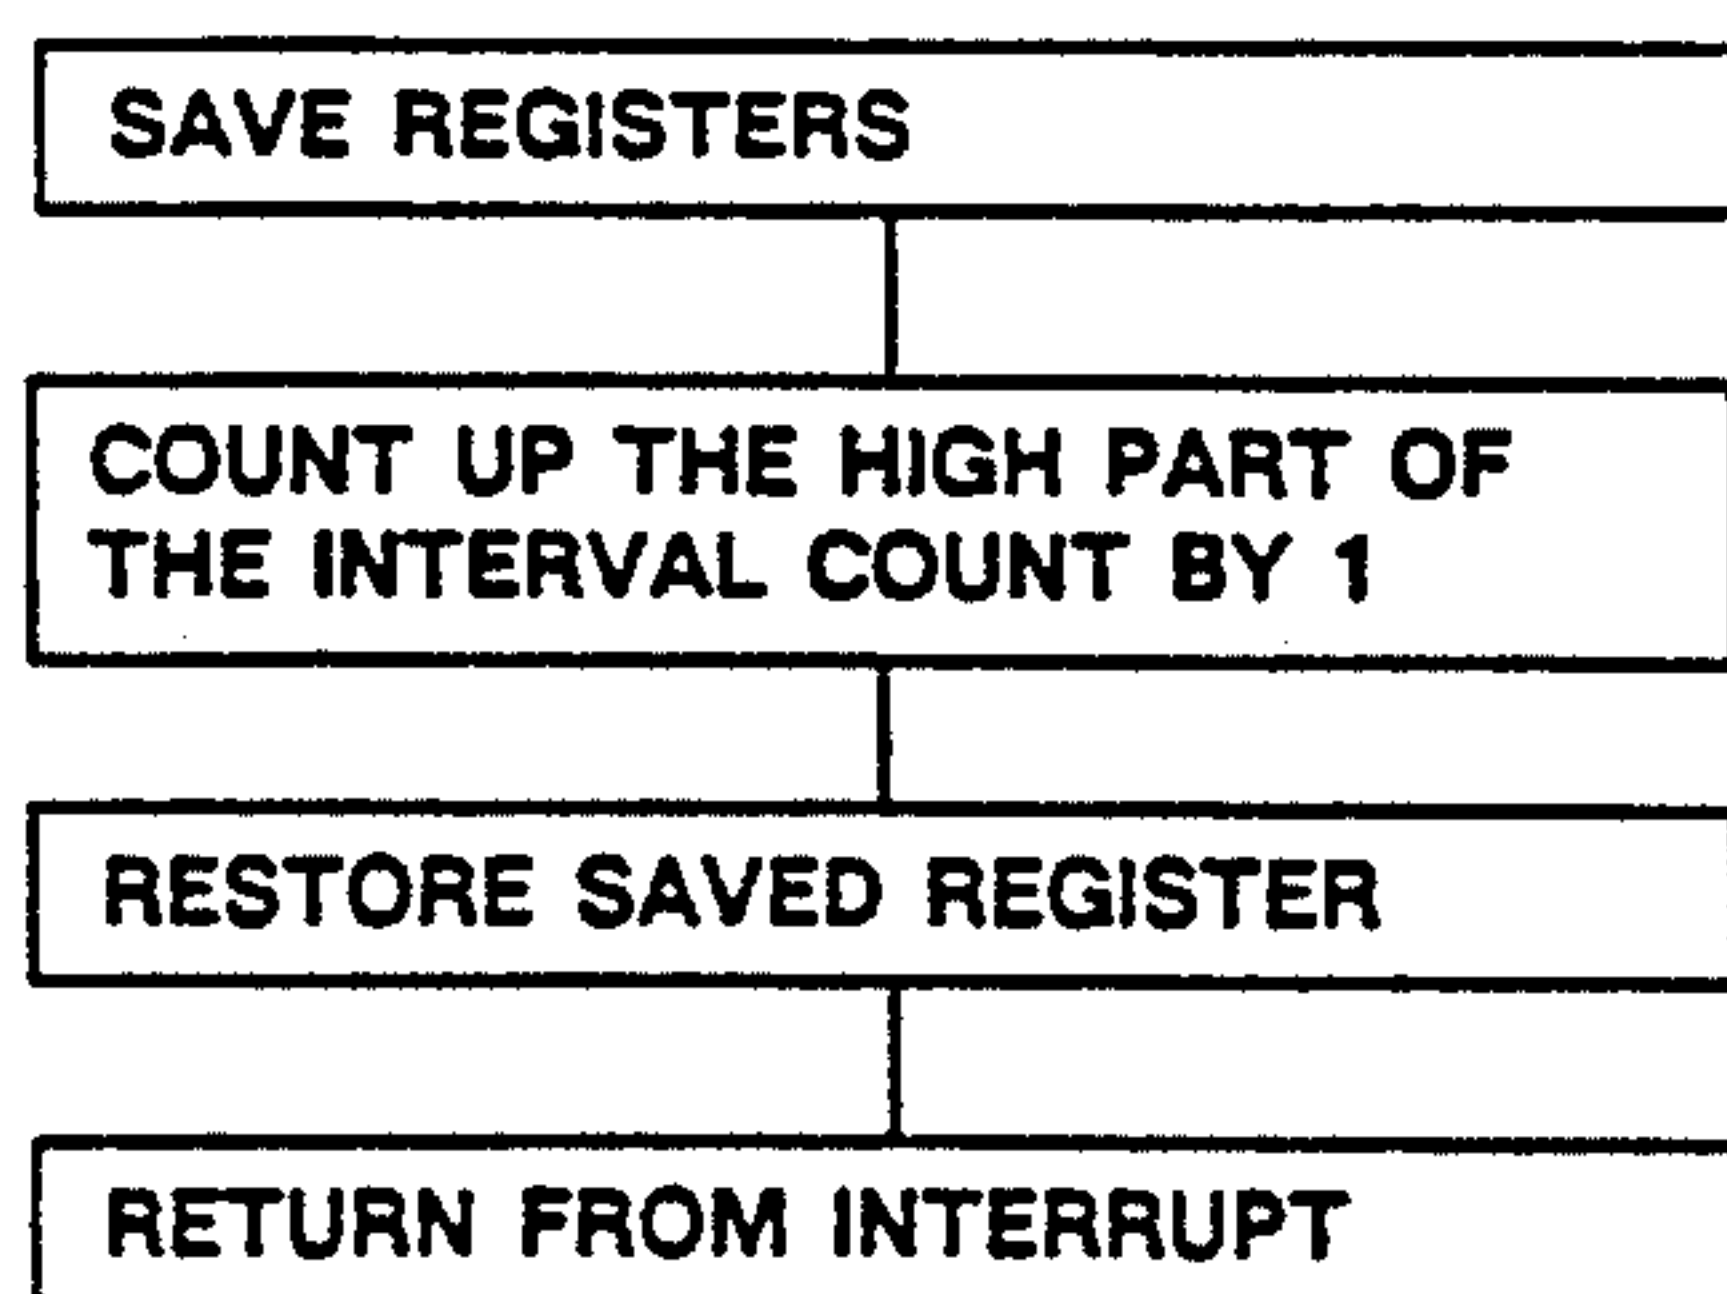 SAVE REGISTERS
COUNT UP THE HIGH PART OF
THE INTERVAL COUNT BY 1
RESTORE SAVED REGISTER
RETURN FROM INTERRUPT